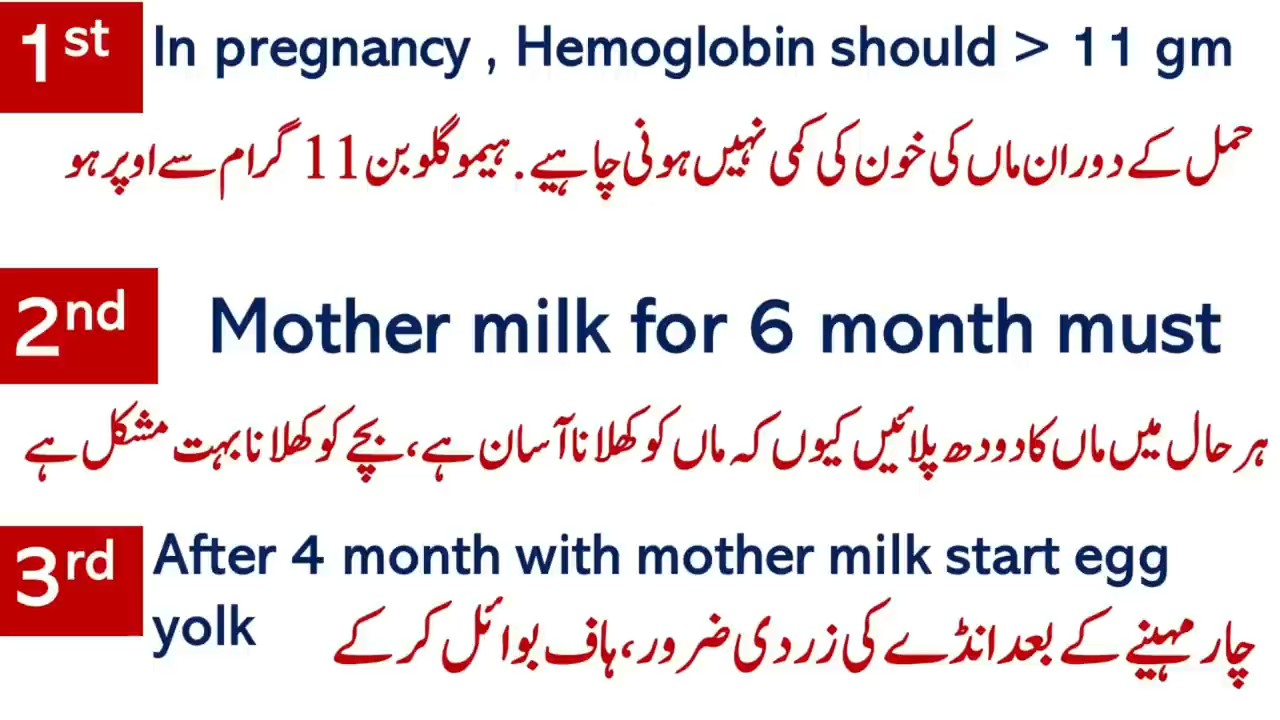 1st
In pregnancy , Hemoglobin should > 11 gm
حمل کے دوران ماں کی خون کی کمی نہیں ہونی چاہیے. ہیموگلوبن 11 گرام سے اوپر ہو
2nd
Mother milk for 6 month must
ہر حال میں ماں کا دودھ پلائیں کیوں کہ ماں کو کھلانا آسان ہے، بچے کو کھلانا بہت مشکل ہے
3rd
After 4 month with mother milk start egg
yolk
چار مہینے کے بعد انڈے کی زردی ضرور، ہاف بوائل کر کے